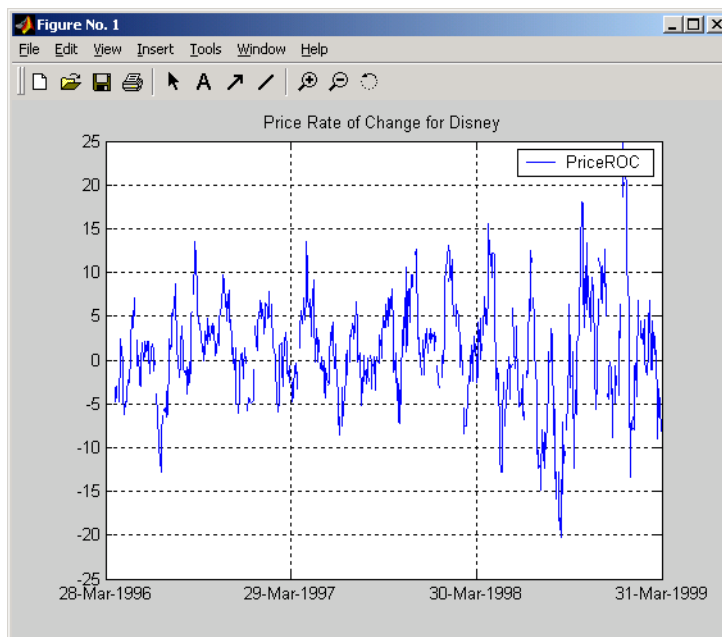 Figure No. 1
File Edit View Insert Tools Window Help
A
Price Rate of Change for Disney
PriceROC
25
20
15
10
5
0
-5
-10
-15
-20
-25
28-Mar-1996 29-Mar-1997 30-Mar-1998 31-Mar-1999